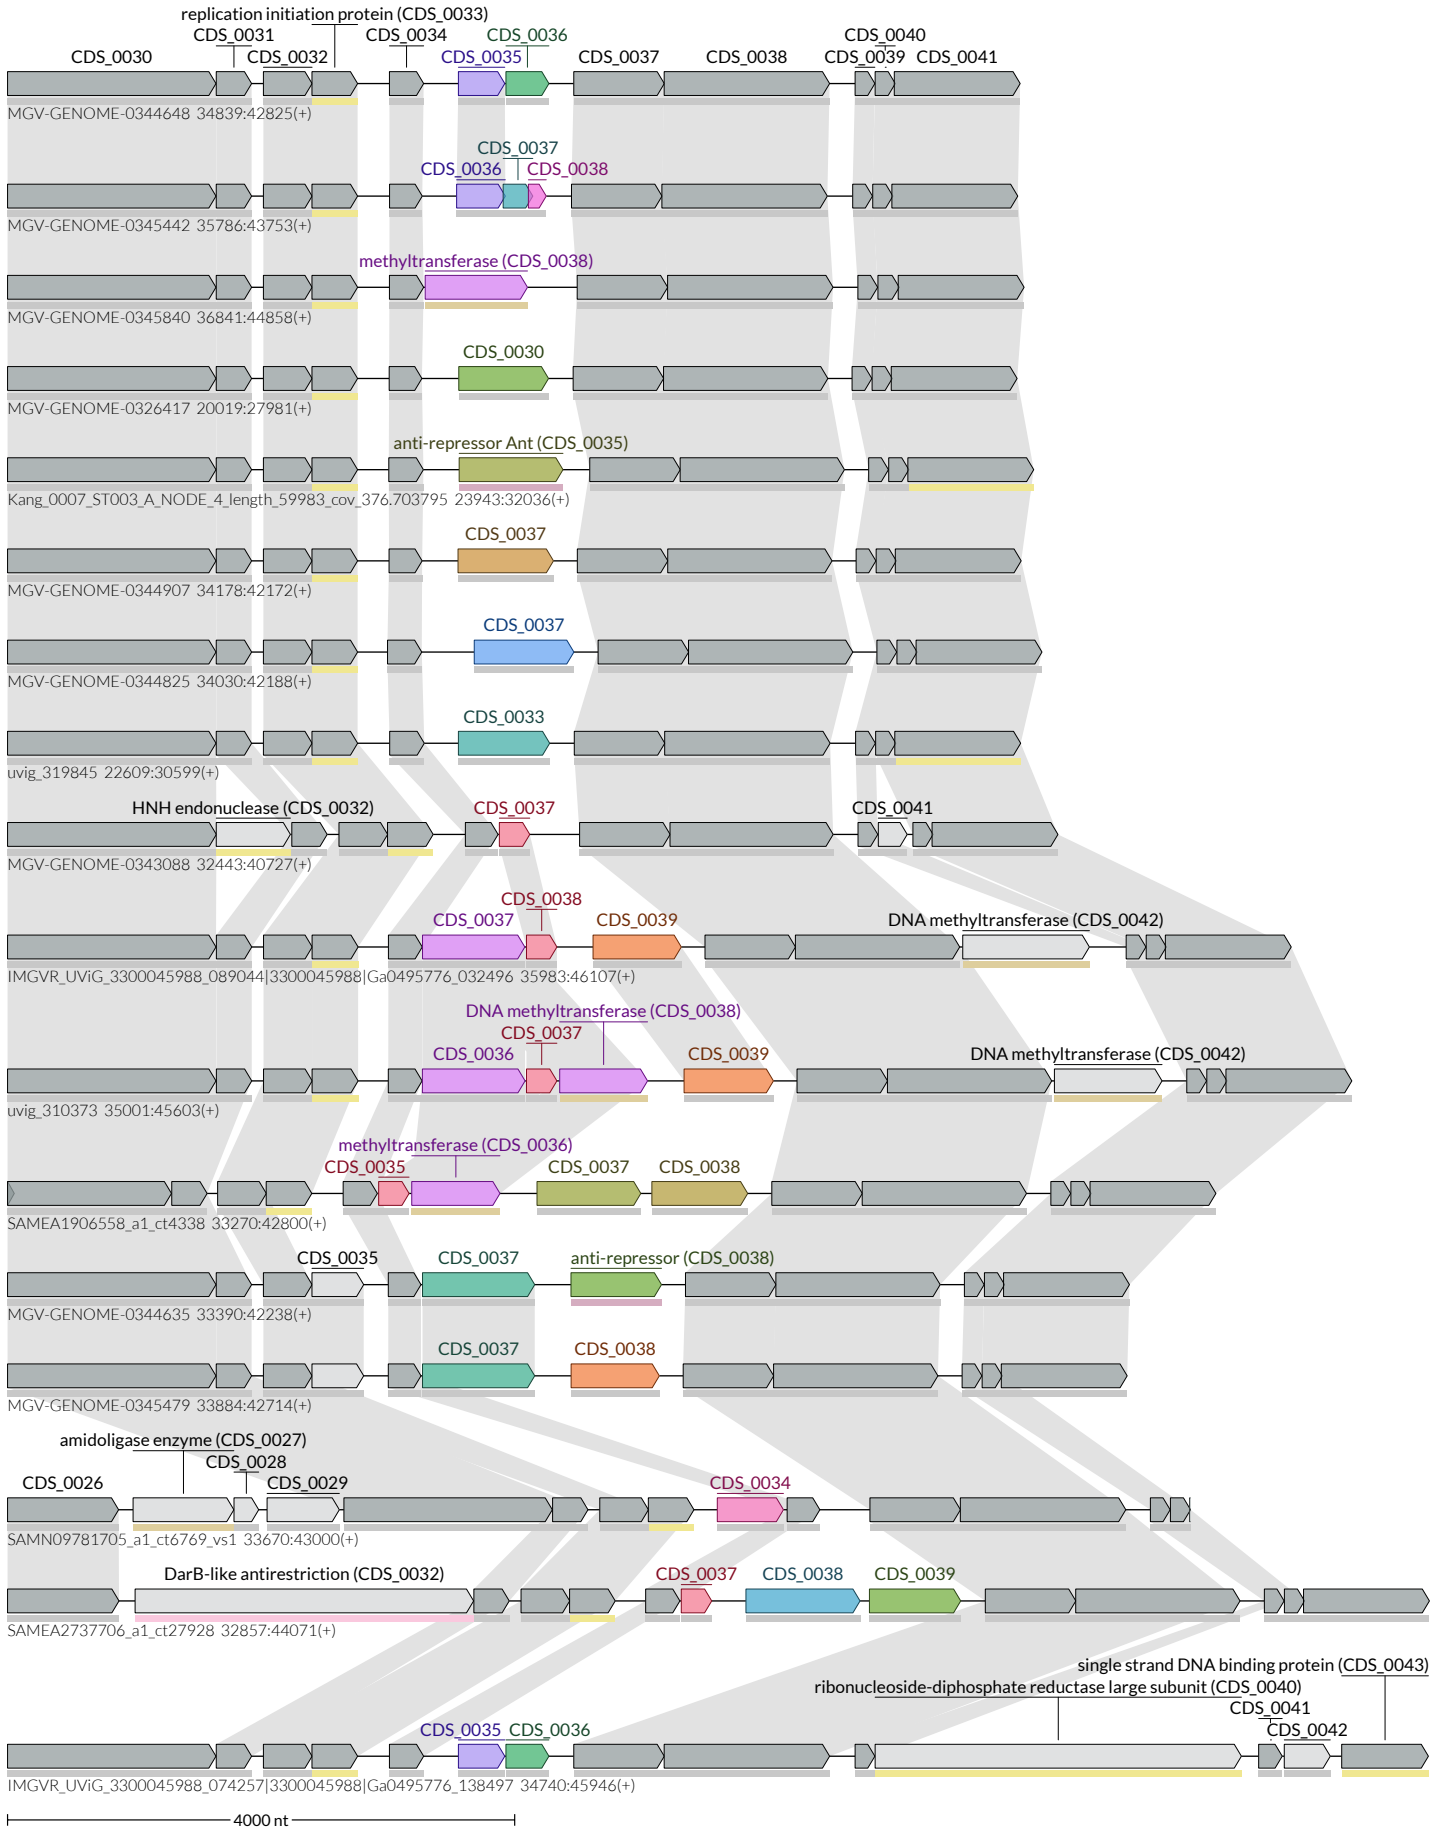 replication initiation protein (CDS_0033)
CDS_0031 CDS_0034 CDS_0036 CDS_0040
CDS_0030 CDS_0032 CDS_0035 CDS_0037 CDS_0038 CDS_0039 CDS_0041
MGV-GENOME-0344648 34839:42825(+)
CDS_0037
CDS_0036 CDS_0038
MGV-GENOME-0345442 35786:43753(+)
methyltransferase (CDS_0038)
MGV-GENOME-0345840 36841:44858(+)
CDS_0030
MGV-GENOME-0326417 20019:27981(+)
anti-repressor Ant (CDS_0035)
Kang_0007_ST003_A_NODE_4_length_59983_cov_376.703795 23943:32036(+)
CDS_0037
MGV-GENOME-0344907 34178:42172(+)
CDS_0037
MGV-GENOME-0344825 34030:42188(+)
CDS_0033
uvig_319845 22609:30599(+)
HNH endonuclease (CDS_0032) CDS_0037 CDS_0041
MGV-GENOME-0343088 32443:40727(+)
CDS_0038
CDS_0037 CDS_0039 DNA methyltransferase (CDS_0042)
IMGVR_UViG_3300045988_089044|3300045988|Ga0495776_032496 35983:46107(+)
DNA methyltransferase (CDS_0038)
CDS_0037
CDS_0036 CDS_0039 DNA methyltransferase (CDS_0042)
uvig_310373 35001:45603(+)
methyltransferase (CDS_0036)
CDS_0035 CDS_0037 CDS_0038
SAMEA1906558_a1_ct4338 33270:42800(+)
CDS_0035 CDS_0037 anti-repressor (CDS_0038)
MGV-GENOME-0344635 33390:42238(+)
CDS_0037 CDS_0038
MGV-GENOME-0345479 33884:42714(+)
amidoligase enzyme (CDS_0027)
CDS_0028
CDS_0026 CDS_0029 CDS_0034
SAMN09781705_a1_ct6769_vs1 33670:43000(+)
DarB-like antirestriction (CDS_0032) CDS_0037 CDS_0038 CDS_0039
SAMEA2737706_a1_ct27928 32857:44071(+)
single strand DNA binding protein (CDS_0043)
ribonucleoside-diphosphate reductase large subunit (CDS_0040)
CDS_0041
CDS_0035 CDS_0036 CDS_0042
IMGVR_UViG_3300045988_074257|3300045988|Ga0495776_138497 34740:45946(+)
4000 nt